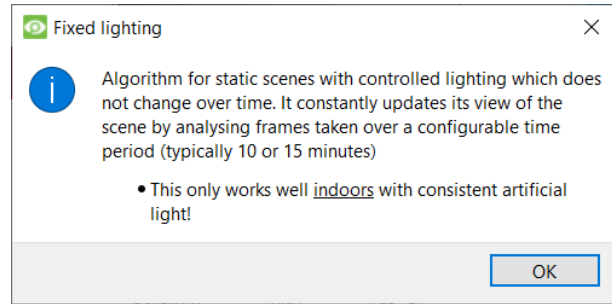 Fixed lighting
Algorithm for static scenes with controlled lighting which does
not change over time. It constantly updates its view of the
scene by analysing frames taken over a configurable time
period (typically 10 or 15 minutes)
• This only works well indoors with consistent artificial
light!
OK